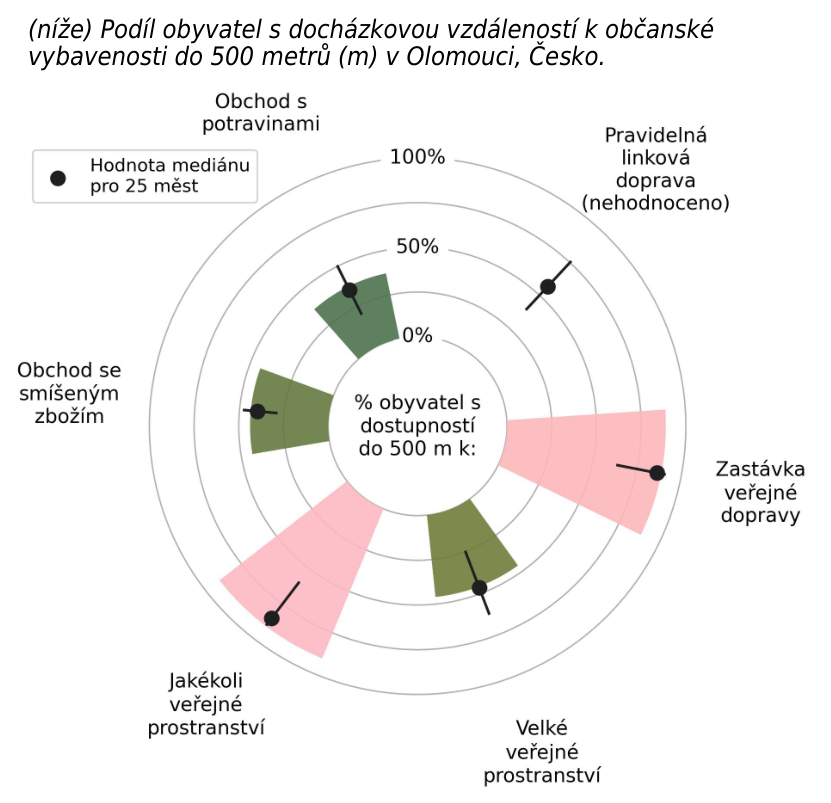 (níže) Podíl obyvatel s docházkovou vzdáleností k občanské
vybavenosti do 500 metrů (m) v Olomouci, Česko.
Obchod s
potravinami
Hodnota mediánu
pro 25 měst
Pravidelná
linková
doprava
(nehodnoceno)
100%
50%
0%
% obyvatel s
dostupností
do 500 m k:
Obchod se
smíšeným
zbožím
Zastávka
veřejné
dopravy
Jakékoli
veřejné
prostranství
Velké
veřejné
prostranství